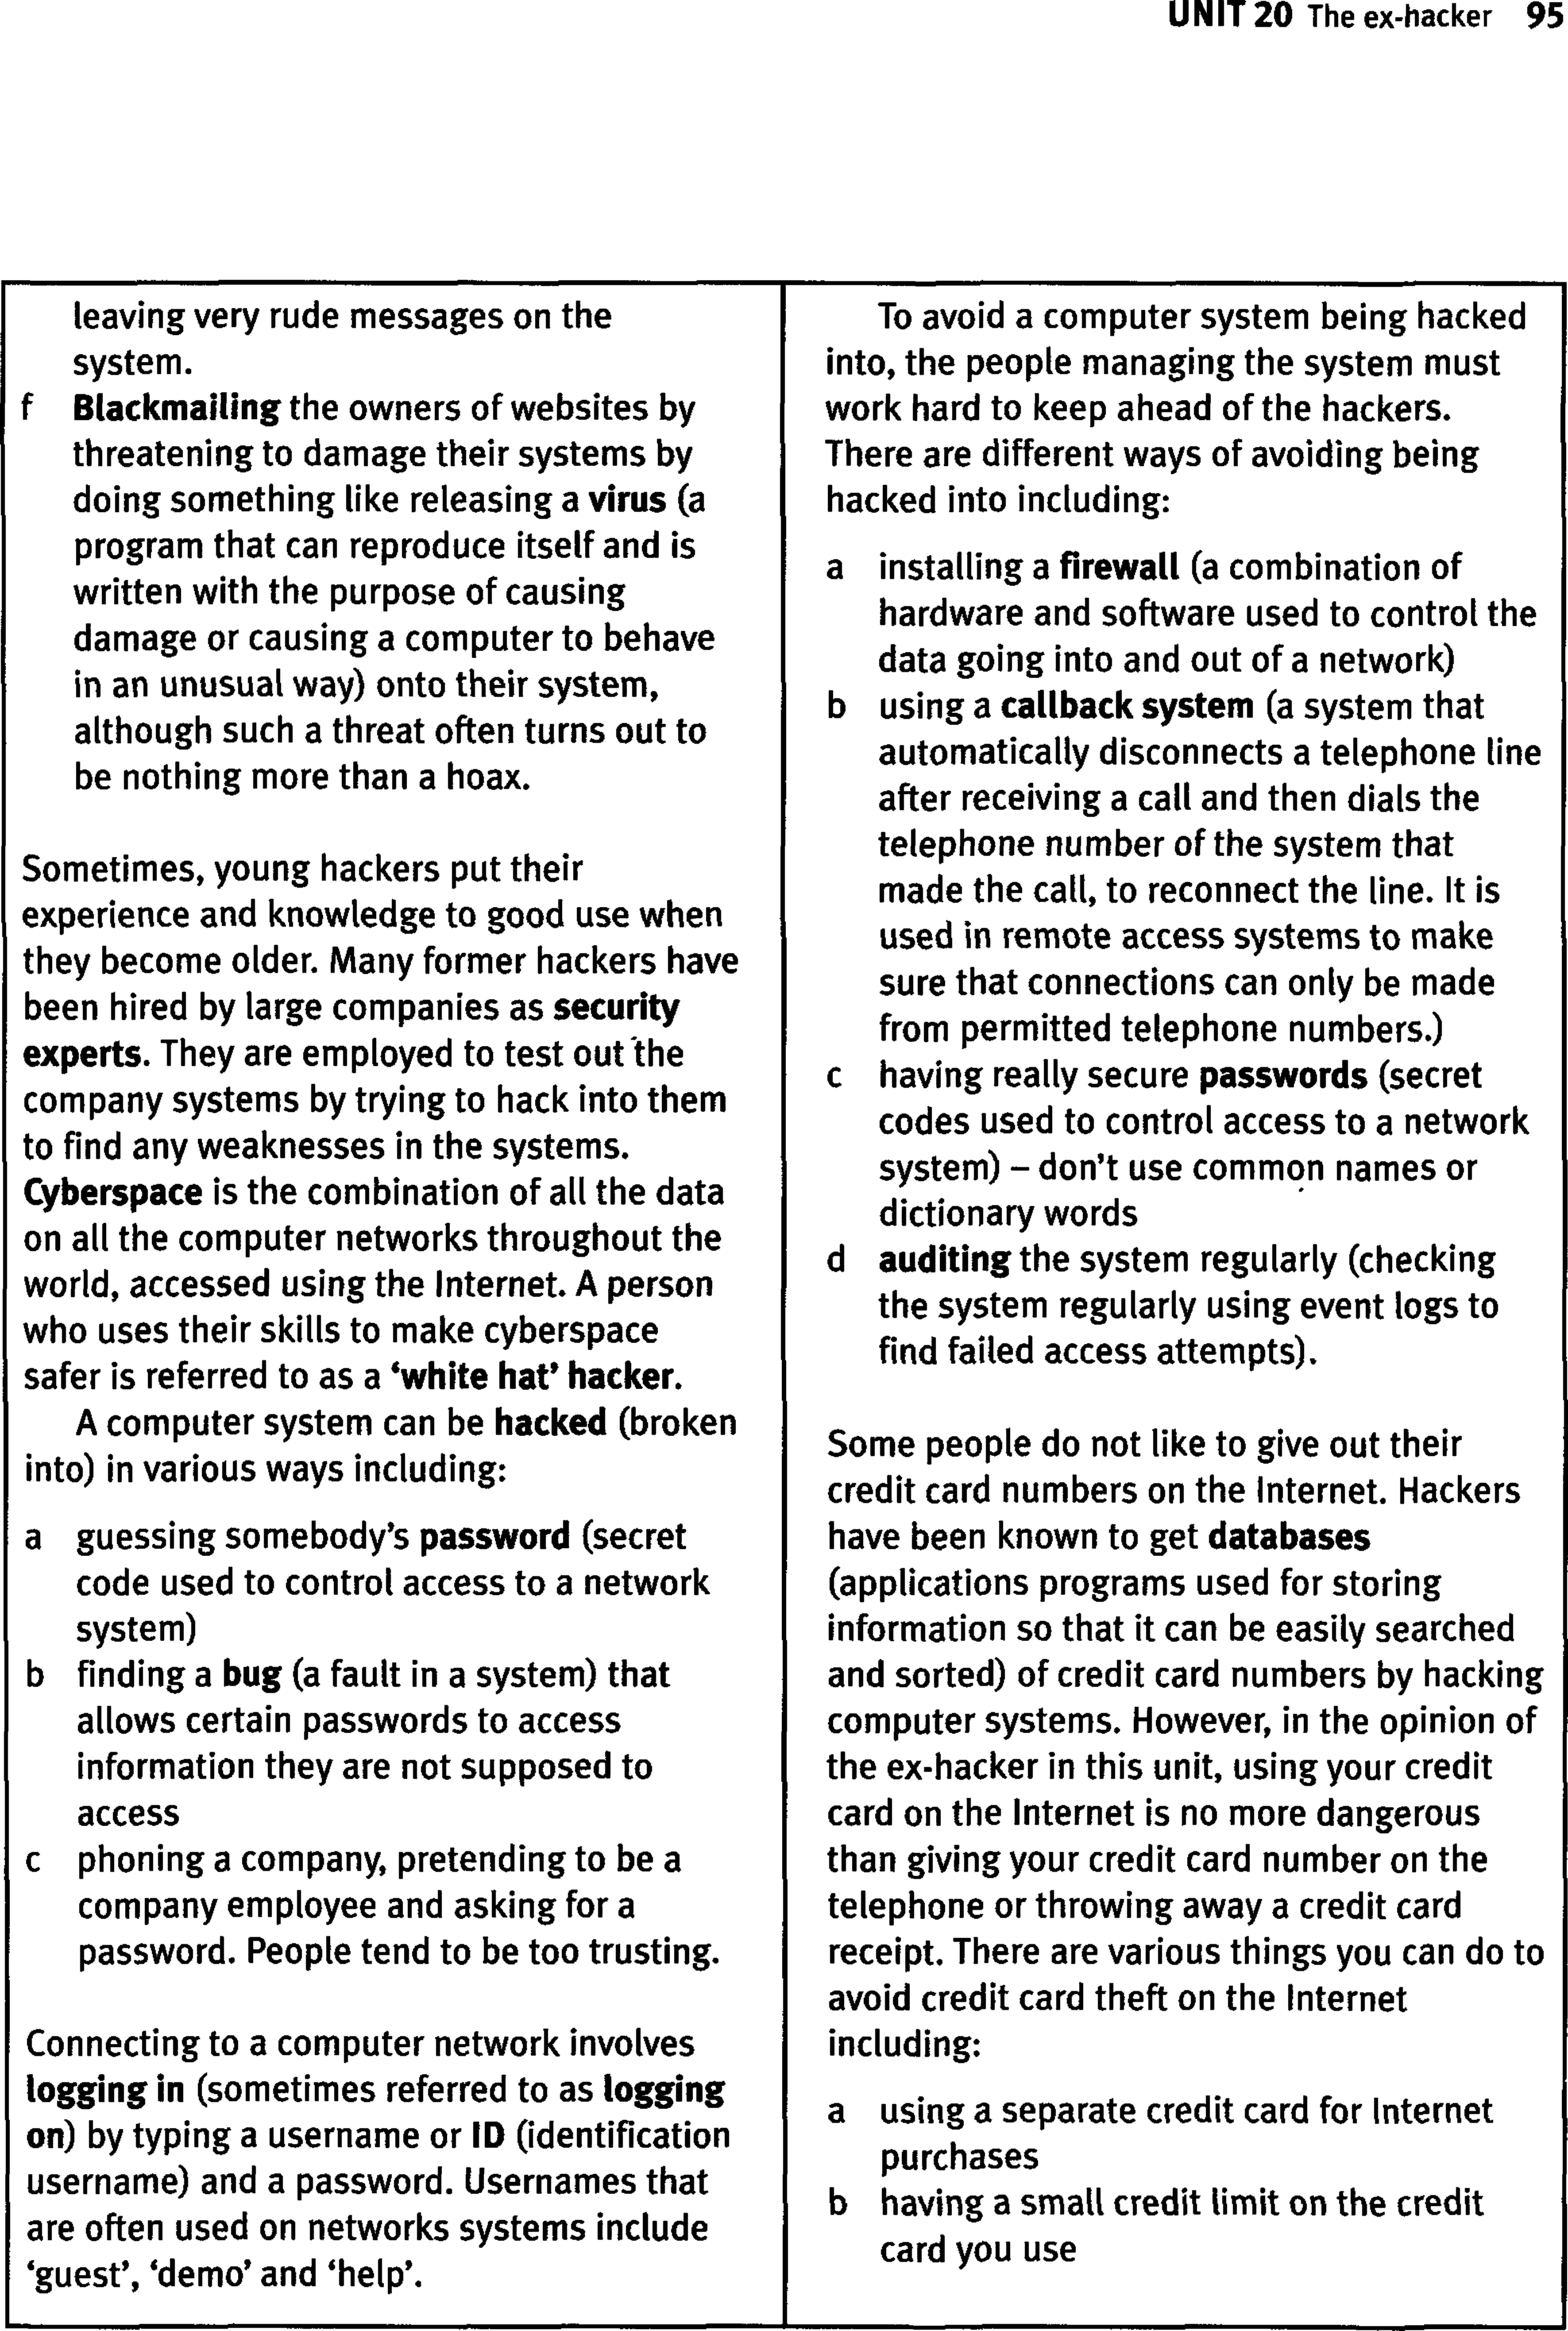 UNIT 20 The ex-hacker 95
leaving very rude messages on the
system.
f Blackmailing the owners of websites by
threatening to damage their systems by
doing something like releasing a virus (a
program that can reproduce itself and is
written with the purpose of causing
damage or causing a computer to behave
in an unusual way) onto their system,
although such a threat often turns out to
be nothing more than a hoax.
Sometimes, young hackers put their
experience and knowledge to good use when
they become older. Many former hackers have
been hired by large companies as security
experts. They are employed to test out the
company systems by trying to hack into them
to find any weaknesses in the systems.
Cyberspace is the combination of all the data
on all the computer networks throughout the
world, accessed using the Internet. A person
who uses their skills to make cyberspace
safer is referred to as a ‘white hat’ hacker.
A computer system can be hacked (broken
into) in various ways including:
a guessing somebody’s password (secret
code used to control access to a network
system)
b finding a bug (a fault in a system) that
allows certain passwords to access
information they are not supposed to
access
c phoning a company, pretending to be a
company employee and asking for a
password. People tend to be too trusting.
Connecting to a computer network involves
logging in (sometimes referred to as logging
on) by typing a username or ID (identification
username) and a password. Usernames that
are often used on networks systems include
‘guest’, ‘demo’ and ‘help’.
To avoid a computer system being hacked
into, the people managing the system must
work hard to keep ahead of the hackers.
There are different ways of avoiding being
hacked into including:
a installing a firewall (a combination of
hardware and software used to control the
data going into and out of a network)
b using a callback system (a system that
automatically disconnects a telephone line
after receiving a call and then dials the
telephone number of the system that
made the call, to reconnect the line. It is
used in remote access systems to make
sure that connections can only be made
from permitted telephone numbers.)
c having really secure passwords (secret
codes used to control access to a network
system) – don’t use common names or
dictionary words
d auditing the system regularly (checking
the system regularly using event logs to
find failed access attempts).
Some people do not like to give out their
credit card numbers on the Internet. Hackers
have been known to get databases
(applications programs used for storing
information so that it can be easily searched
and sorted) of credit card numbers by hacking
computer systems. However, in the opinion of
the ex-hacker in this unit, using your credit
card on the Internet is no more dangerous
than giving your credit card number on the
telephone or throwing away a credit card
receipt. There are various things you can do to
avoid credit card theft on the Internet
including:
a using a separate credit card for Internet
purchases
b having a small credit limit on the credit
card you use